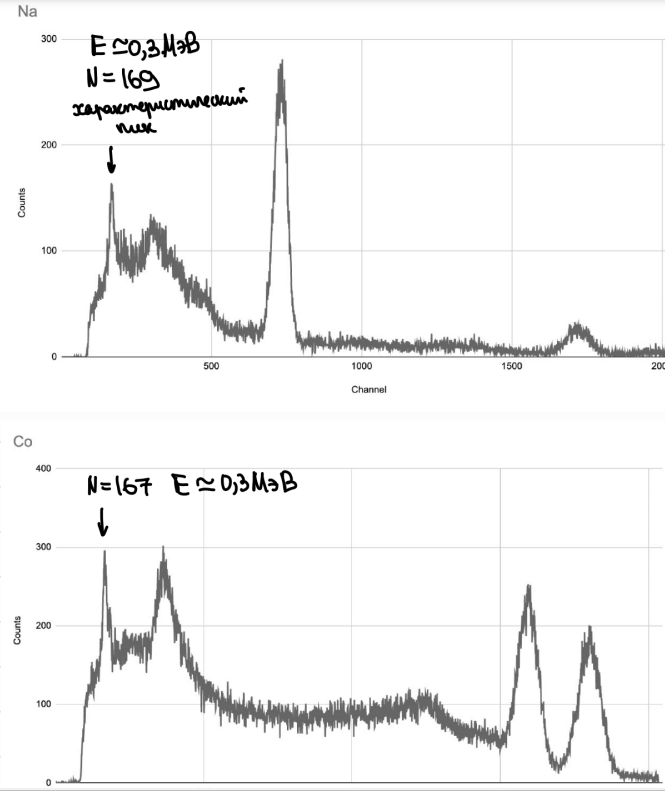 Na
300
E ≃ 0,3 МэВ
N = 169
характеристический
пик
200
Counts
100
0
500
1000
1500
200
Channel
Co
400
N = 167 E ≃ 0,3 МэВ
300
Counts
200
100
0